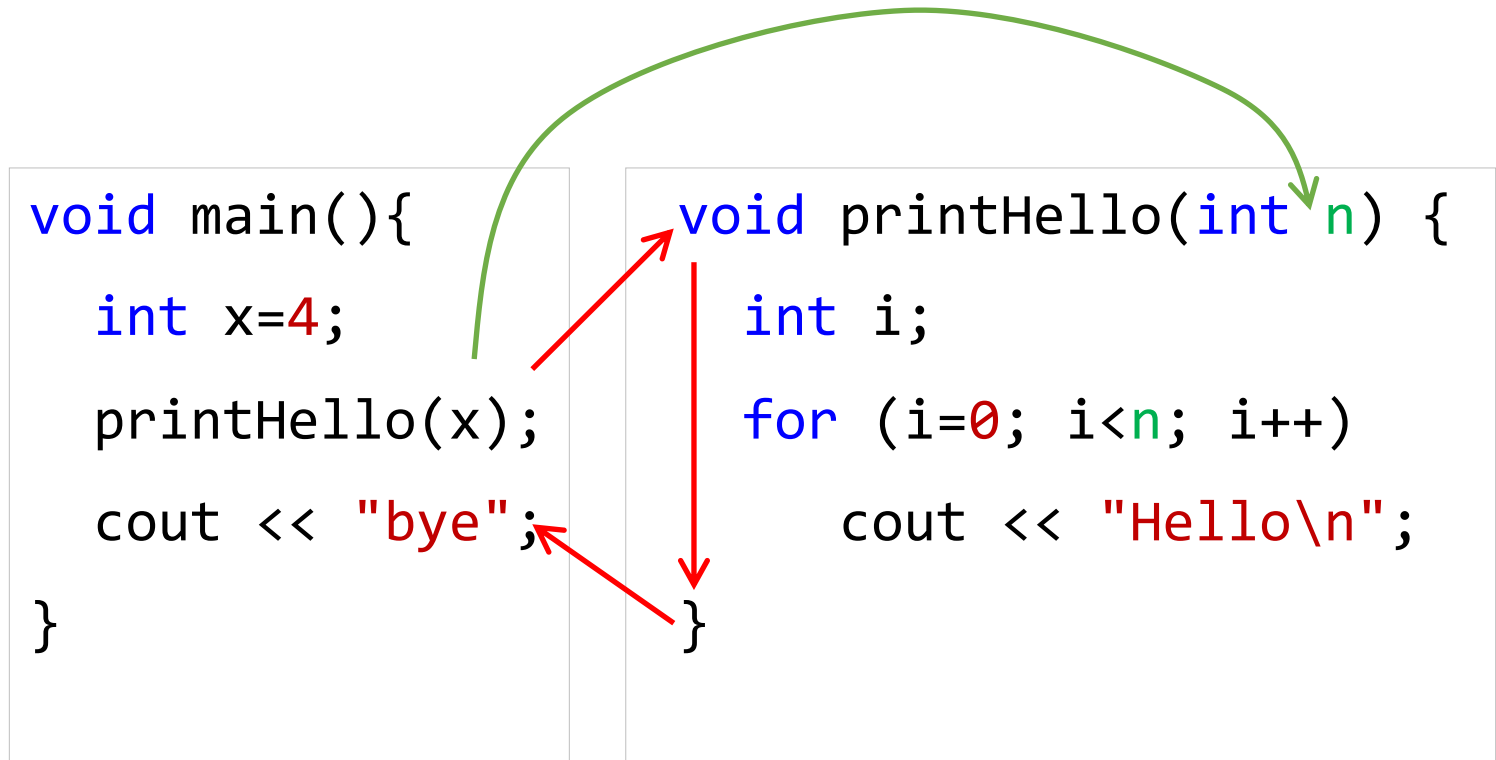 void main(){
int x=4;
printHello(x);
cout << "bye";
}
void printHello(int n) {
int i;
for (i=0; i<n; i++)
cout << "Hello\n";
}